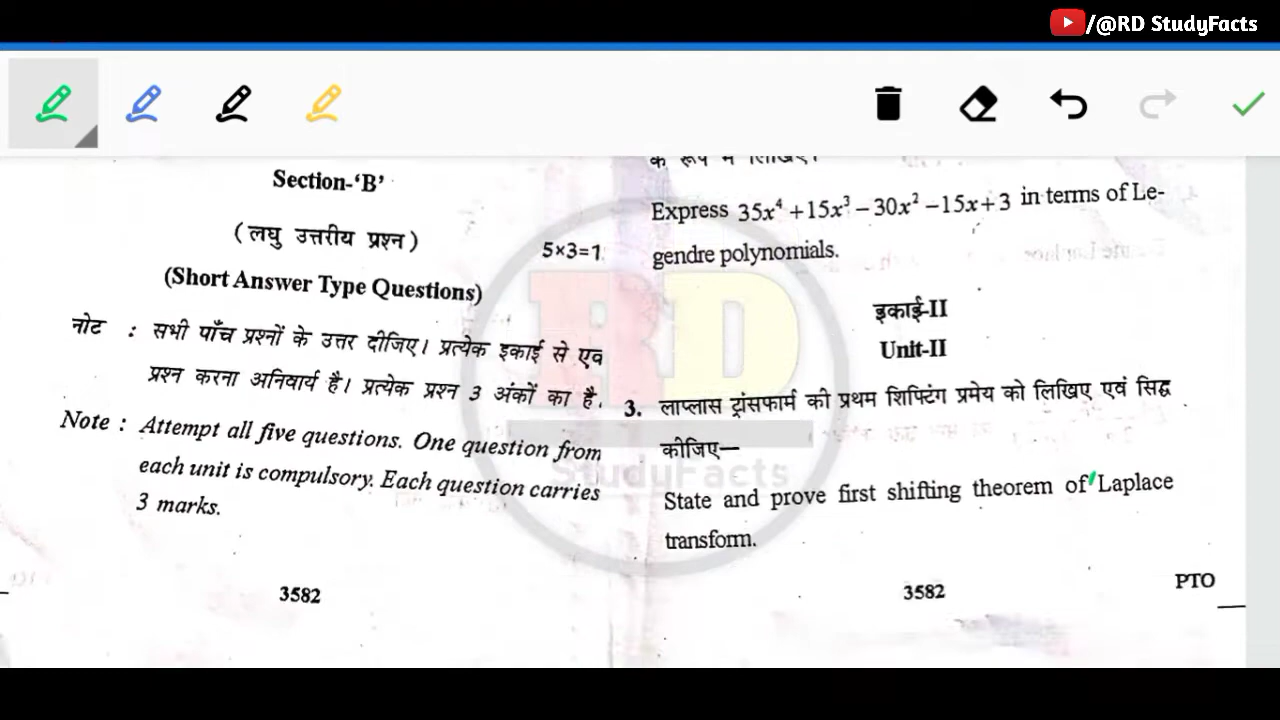 /@RD StudyFacts
Section-‘B’
(लघु उत्तरीय प्रश्न)
5×3=1
(Short Answer Type Questions)
नोट : सभी पाँच प्रश्नों के उत्तर दीजिए। प्रत्येक इकाई से एव
प्रश्न करना अनिवार्य है। प्रत्येक प्रश्न 3 अंकों का है.
Note : Attempt all five questions. One question from
each unit is compulsory. Each question carries
3 marks.
3582
के रूप में लिखिए।
Express 35x⁴ +15x³ −30x² −15x+3 in terms of Le-
gendre polynomials.
इकाई-II
Unit-II
3. लाप्लास ट्रांसफार्म की प्रथम शिफ्टिंग प्रमेय को लिखिए एवं सिद्ध
कीजिए—
State and prove first shifting theorem of Laplace
transform.
3582
PTO
RD
StudyFacts